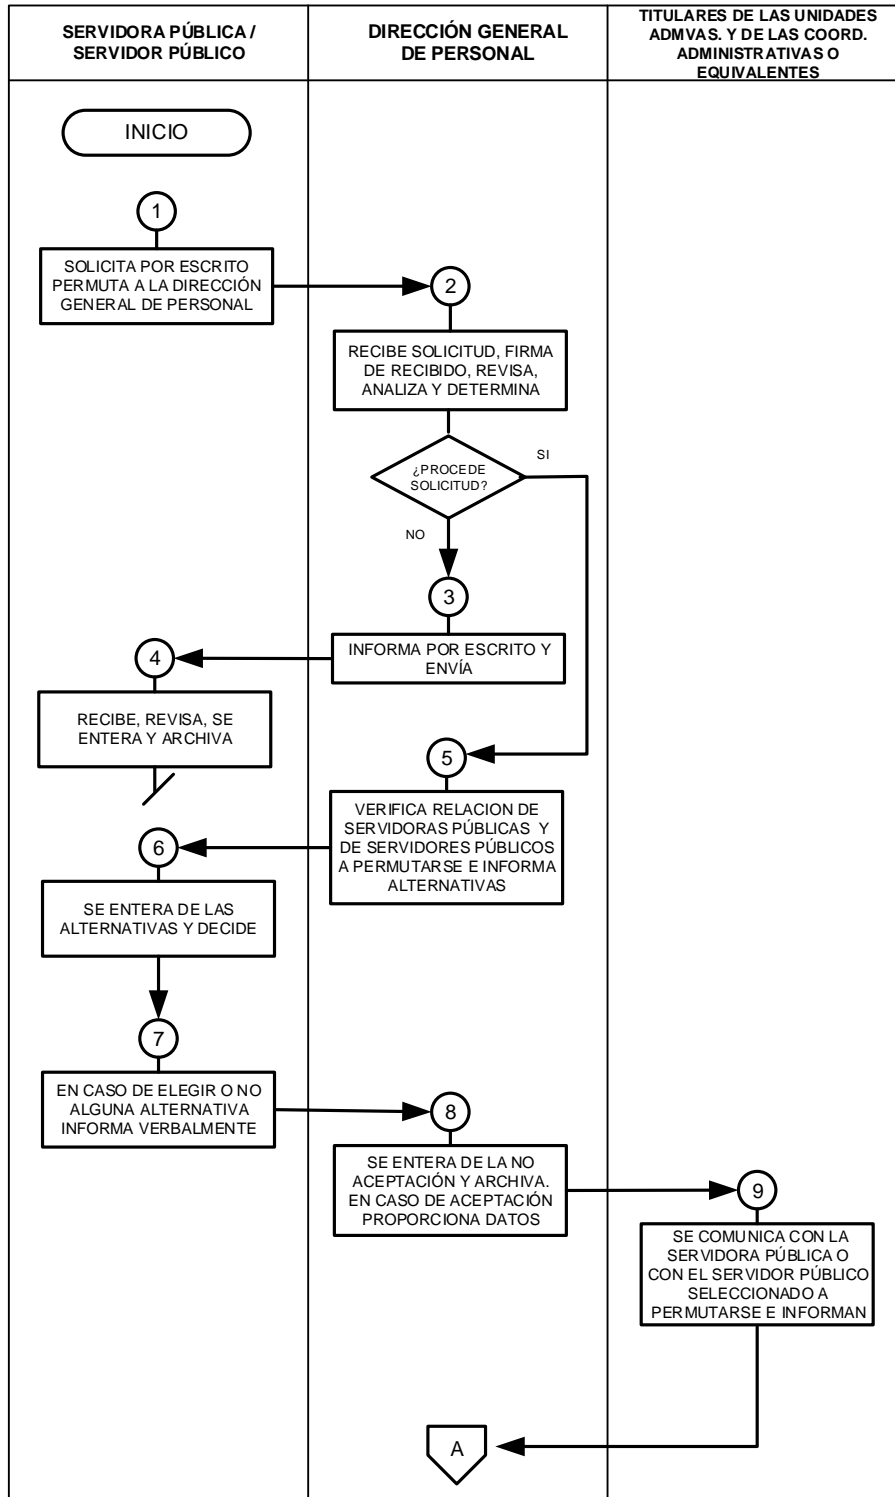 SERVIDORA PÚBLICA /
SERVIDOR PÚBLICO
DIRECCIÓN GENERAL
DE PERSONAL
TITULARES DE LAS UNIDADES
ADMVAS. Y DE LAS COORD.
ADMINISTRATIVAS O
EQUIVALENTES
INICIO
1
SOLICITA POR ESCRITO
PERMUTA A LA DIRECCIÓN
GENERAL DE PERSONAL
2
RECIBE SOLICITUD, FIRMA
DE RECIBIDO, REVISA,
ANALIZA Y DETERMINA
¿PROCEDE
SOLICITUD?
SI
NO
3
INFORMA POR ESCRITO Y
ENVÍA
4
RECIBE, REVISA, SE
ENTERA Y ARCHIVA
5
VERIFICA RELACION DE
SERVIDORAS PÚBLICAS Y
DE SERVIDORES PÚBLICOS
A PERMUTARSE E INFORMA
ALTERNATIVAS
6
SE ENTERA DE LAS
ALTERNATIVAS Y DECIDE
7
EN CASO DE ELEGIR O NO
ALGUNA ALTERNATIVA
INFORMA VERBALMENTE
8
SE ENTERA DE LA NO
ACEPTACIÓN Y ARCHIVA.
EN CASO DE ACEPTACIÓN
PROPORCIONA DATOS
9
SE COMUNICA CON LA
SERVIDORA PÚBLICA O
CON EL SERVIDOR PÚBLICO
SELECCIONADO A
PERMUTARSE E INFORMAN
A